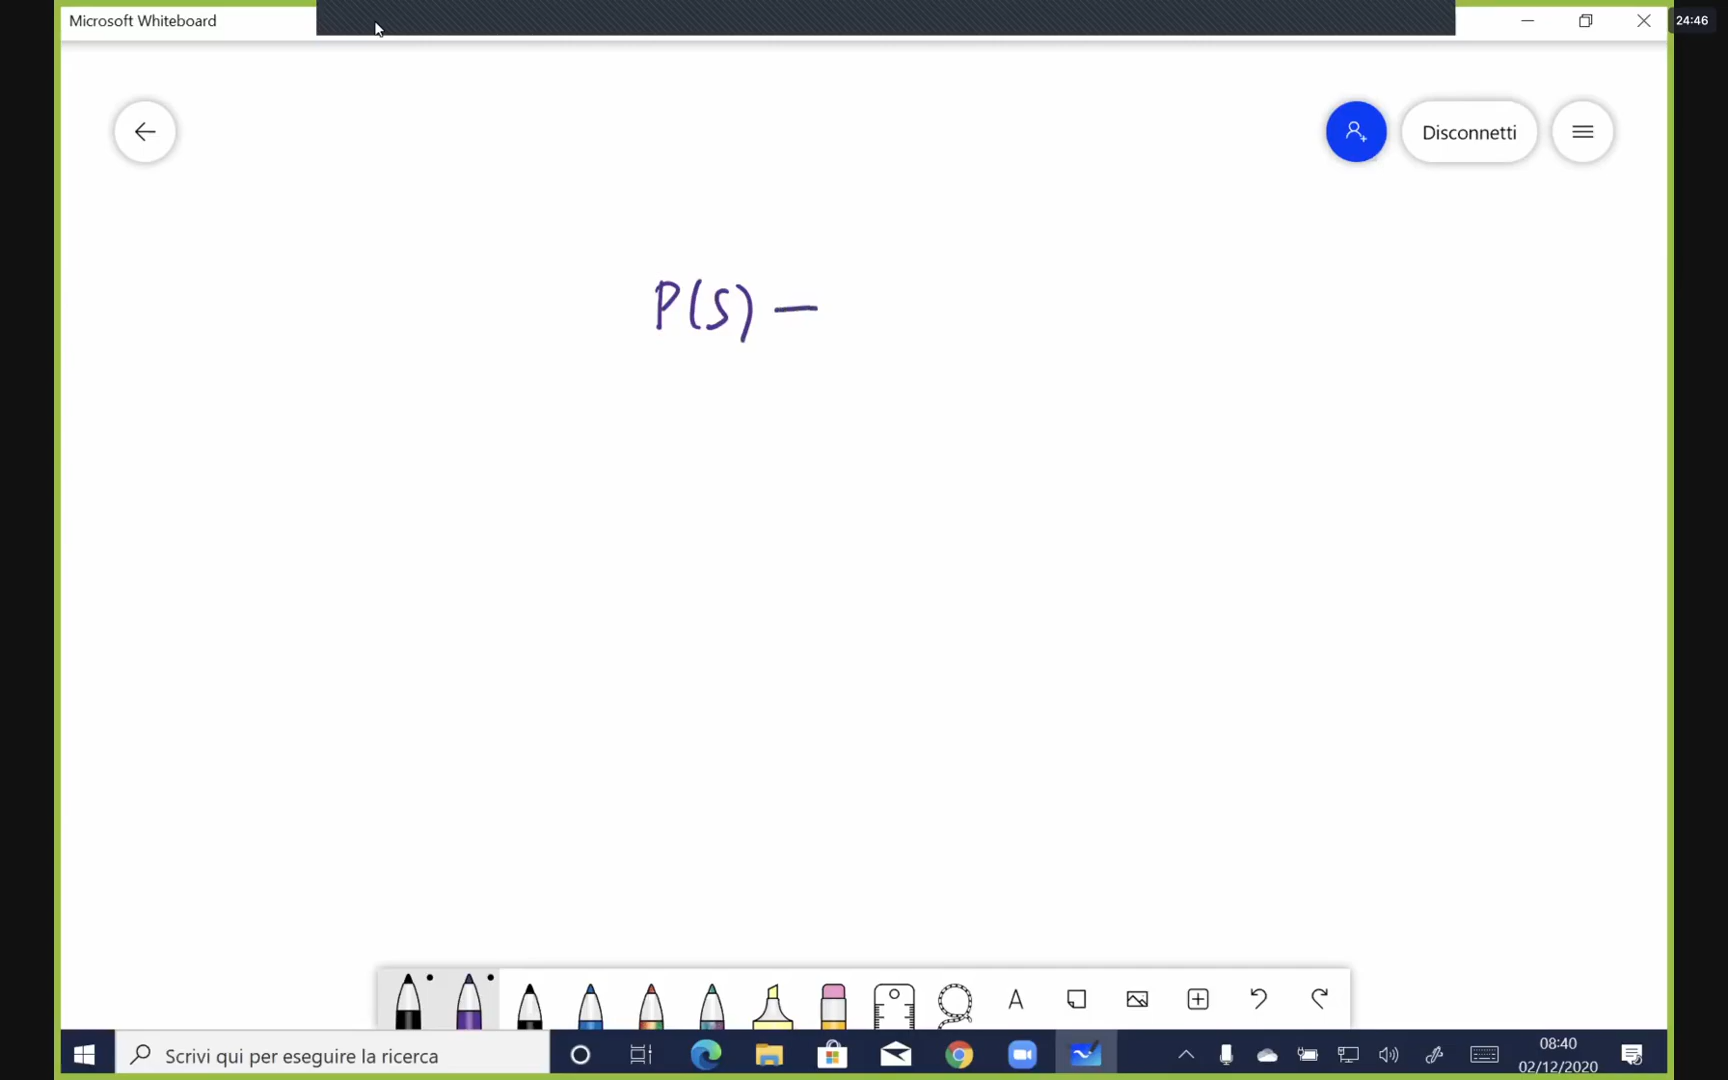 Microsoft Whiteboard
24:46
Disconnetti
P(S) —
A
Scrivi qui per eseguire la ricerca
08:40
02/12/2020